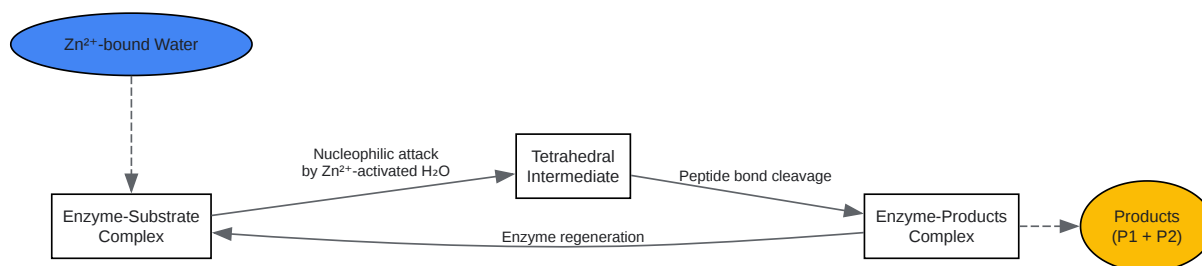 Zn²⁺-bound Water
Nucleophilic attack
by Zn²⁺-activated H₂O
Tetrahedral
Intermediate
Peptide bond cleavage
Enzyme-Substrate
Complex
Enzyme regeneration
Enzyme-Products
Complex
Products
(P1 + P2)